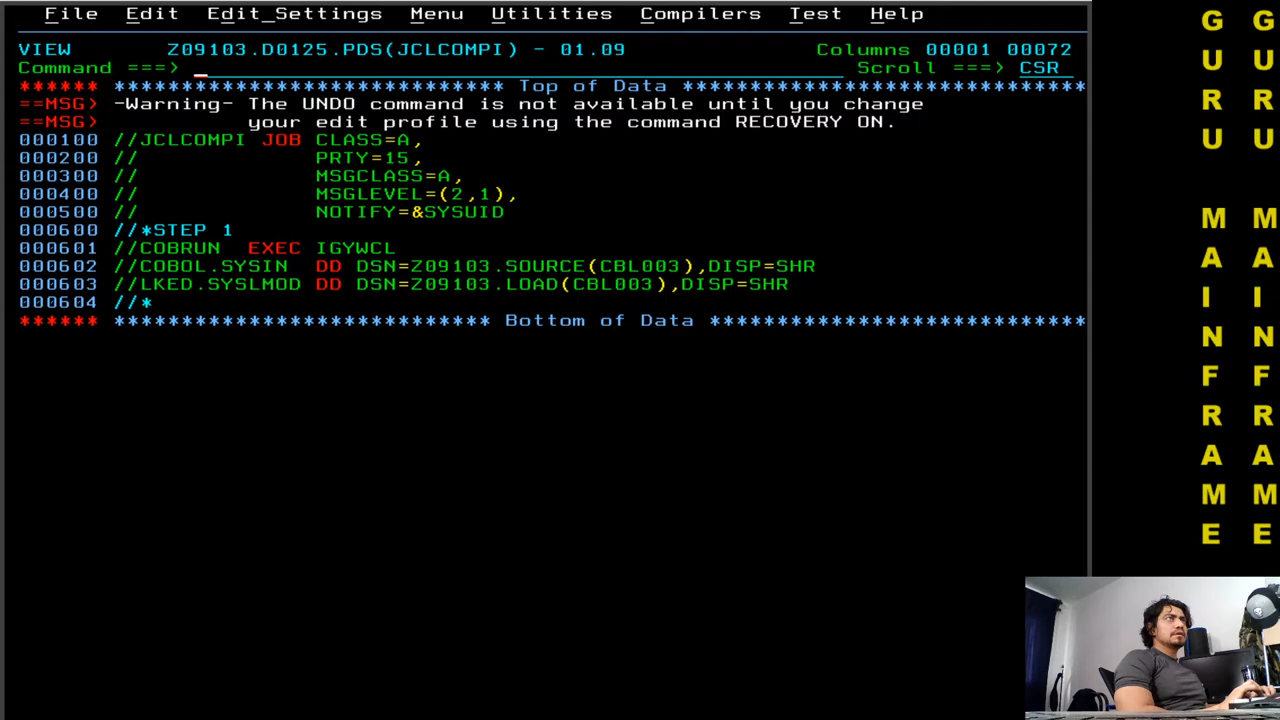 File Edit Edit_Settings Menu Utilities Compilers Test Help
VIEW Z09103.D0125.PDS(JCLCOMPI) - 01.09 Columns 00001 00072
Command ===> Scroll ===> CSR
****** ***************************** Top of Data ******************************
==MSG> -Warning- The UNDO command is not available until you change
==MSG> your edit profile using the command RECOVERY ON.
000100 //JCLCOMPI JOB CLASS=A,
000200 // PRTY=15,
000300 // MSGCLASS=A,
000400 // MSGLEVEL=(2,1),
000500 // NOTIFY=&SYSUID
000600 //*STEP 1
000601 //COBRUN EXEC IGYWCL
000602 //COBOL.SYSIN DD DSN=Z09103.SOURCE(CBL003),DISP=SHR
000603 //LKED.SYSLMOD DD DSN=Z09103.LOAD(CBL003),DISP=SHR
000604 //*
****** **************************** Bottom of Data ****************************
GURU MAINFRAME
GURU MAINFRAME